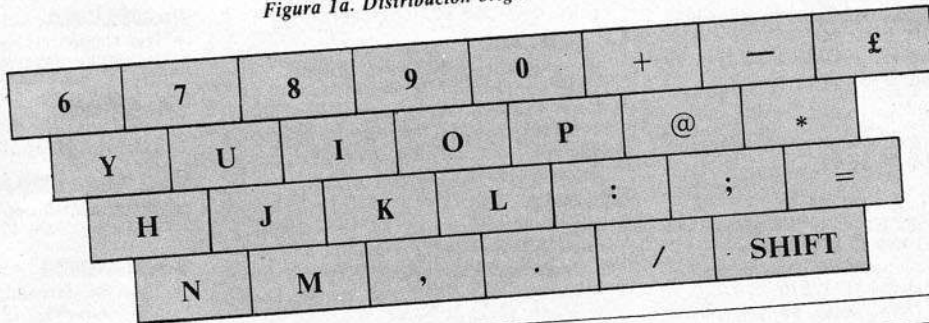 Figura 1a. Distribución
6 7 8 9 0 + — £
Y U I O P @ *
H J K L : ; =
N M , . / SHIFT